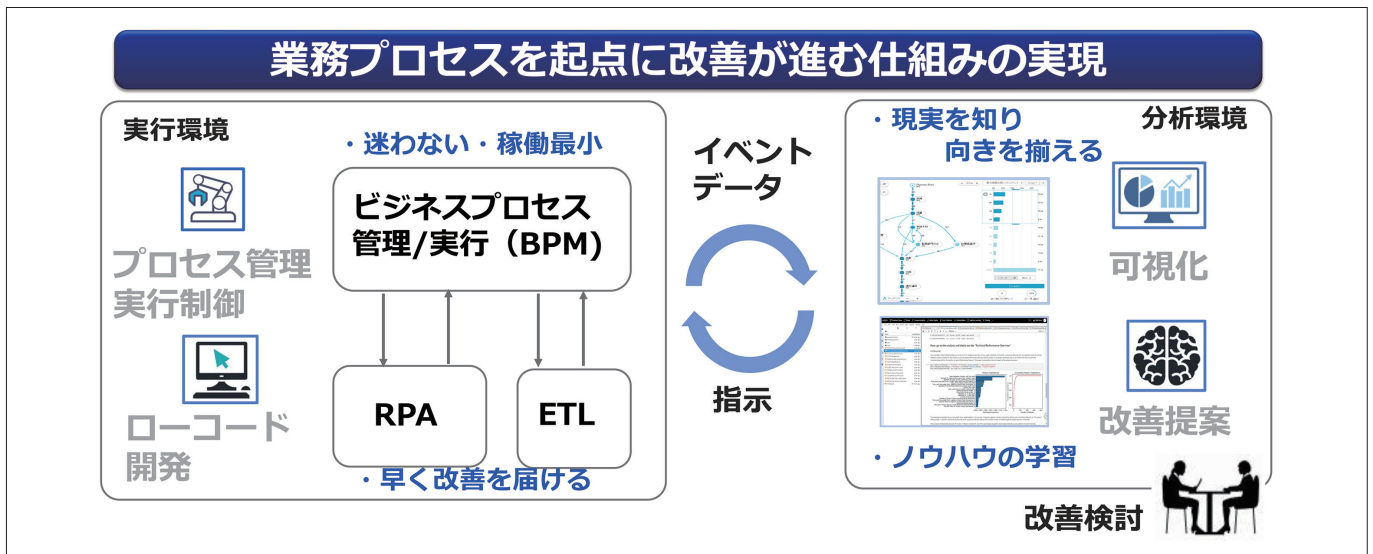 業務プロセスを起点に改善が進む仕組みの実現
実行環境
・迷わない・稼働最小
プロセス管理
実行制御
ローコード
開発
ビジネスプロセス
管理/実行（BPM)
RPA
ETL
・早く改善を届ける
イベント
データ
指示
・現実を知り
向きを揃える
分析環境
可視化
改善提案
・ノウハウの学習
改善検討